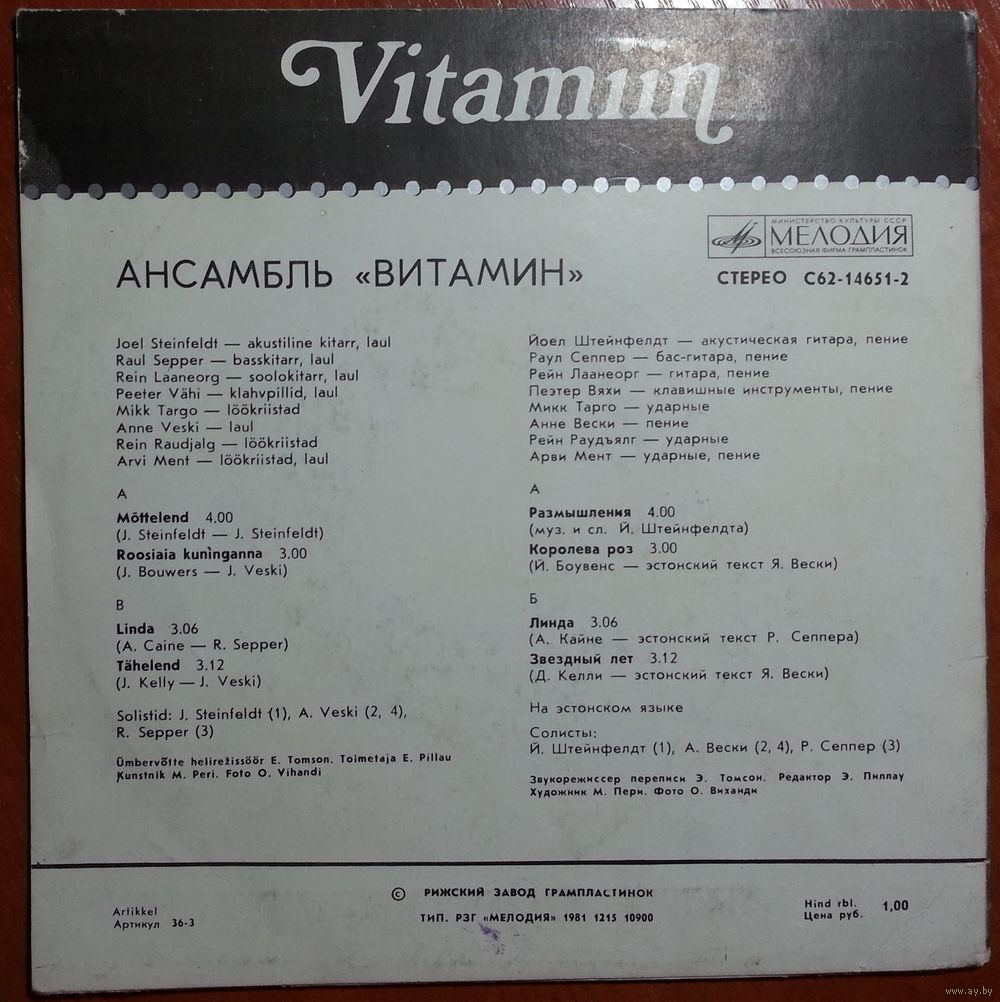 Vitamiin
МИНИСТЕРСТВО КУЛЬТУРЫ СССР
МЕЛОДИЯ
ВСЕСОЮЗНАЯ ФИРМА ГРАМПЛАСТИНОК
АНСАМБЛЬ «ВИТАМИН»
СТЕРЕО С62-14651-2
Joel Steinfeldt — akustiline kitarr, laul
Raul Sepper — basskitarr, laul
Rein Laaneorg — soolokitarr, laul
Peeter Vähi — klahvpillid, laul
Mikk Targo — löökriistad
Anne Veski — laul
Rein Raudjalg — löökriistad
Arvi Ment — löökriistad, laul
A
Mõttelend 4.00
(J. Steinfeldt — J. Steinfeldt)
Roosiaia kuninganna 3.00
(J. Bouwers — J. Veski)
B
Linda 3.06
(A. Caine — R. Sepper)
Tähelend 3.12
(J. Kelly — J. Veski)
Solistid: J. Steinfeldt (1), A. Veski (2, 4),
R. Sepper (3)
Ümbervõtte helirežissöör E. Tomson. Toimetaja E. Pillau
Kunstnik M. Peri. Foto O. Vihandi
Йоел Штейнфелдт — акустическая гитара, пение
Раул Сеппер — бас-гитара, пение
Рейн Лаанеорг — гитара, пение
Пеэтер Вяхи — клавишные инструменты, пение
Микк Тарго — ударные
Анне Вески — пение
Рейн Раудъялг — ударные
Арви Мент — ударные, пение
А
Размышления 4.00
(муз. и сл. Й. Штейнфелдта)
Королева роз 3.00
(Й. Боувенс — эстонский текст Я. Вески)
Б
Линда 3.06
(А. Кайне — эстонский текст Р. Сеппера)
Звездный лет 3.12
(Д. Келли — эстонский текст Я. Вески)
На эстонском языке
Солисты:
Й. Штейнфелдт (1), А. Вески (2, 4), Р. Сеппер (3)
Звукорежиссер переписи Э. Томсон. Редактор Э. Пиллау
Художник М. Пери. Фото О. Виханди
© РИЖСКИЙ ЗАВОД ГРАМПЛАСТИНОК
ТИП. РЗГ «МЕЛОДИЯ» 1981 1215 10900
Artikkel
Артикул 36-3
Hind rbl.
Цена руб. 1,00
www.ay.by